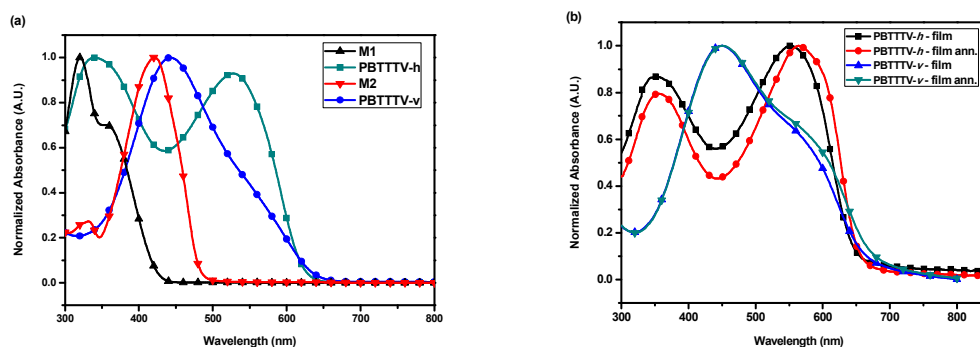 (a)
M1
PBTTTV-h
M2
PBTTTV-v
Normalized Absorbance (A.U.)
1.0
0.8
0.6
0.4
0.2
0.0
300 400 500 600 700 800
Wavelength (nm)
(b)
PBTTTV-h - film
PBTTTV-h - film ann.
PBTTTV-v - film
PBTTTV-v - film ann.
Normalized Absorbance (A.U.)
1.0
0.8
0.6
0.4
0.2
0.0
300 400 500 600 700 800
Wavelength (nm)